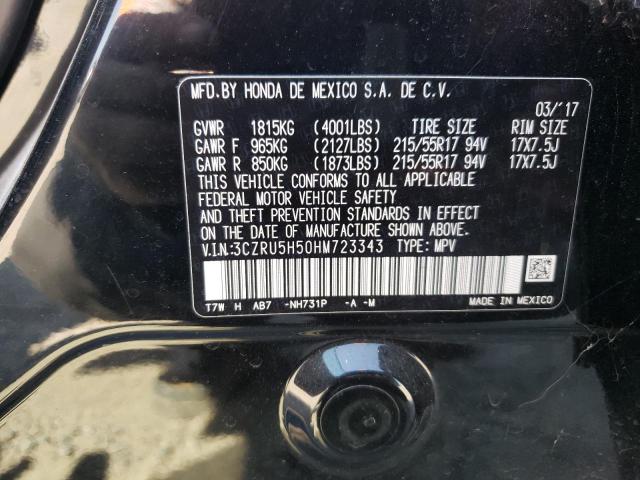 MFD.BY HONDA DE MEXICO S.A. DE C.V.
03/'17
GVWR 1815KG (4001LBS) TIRE SIZE RIM SIZE
GAWR F 965KG (2127LBS) 215/55R17 94V 17X7.5J
GAWR R 850KG (1873LBS) 215/55R17 94V 17X7.5J
THIS VEHICLE CONFORMS TO ALL APPLICABLE
FEDERAL MOTOR VEHICLE SAFETY
AND THEFT PREVENTION STANDARDS IN EFFECT
ON THE DATE OF MANUFACTURE SHOWN ABOVE.
V.I.N:3CZRU5H50HM723343 TYPE: MPV
T7W H AB7 -NH731P -A -M MADE IN MEXICO